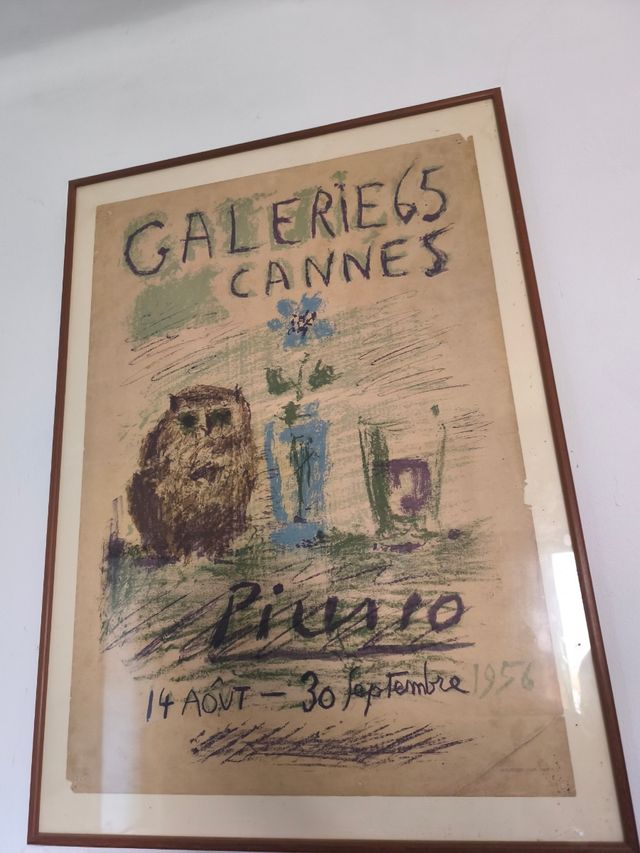 GALERIE 65
CANNES
Picasso
14 AOÛT — 30 Septembre 1956